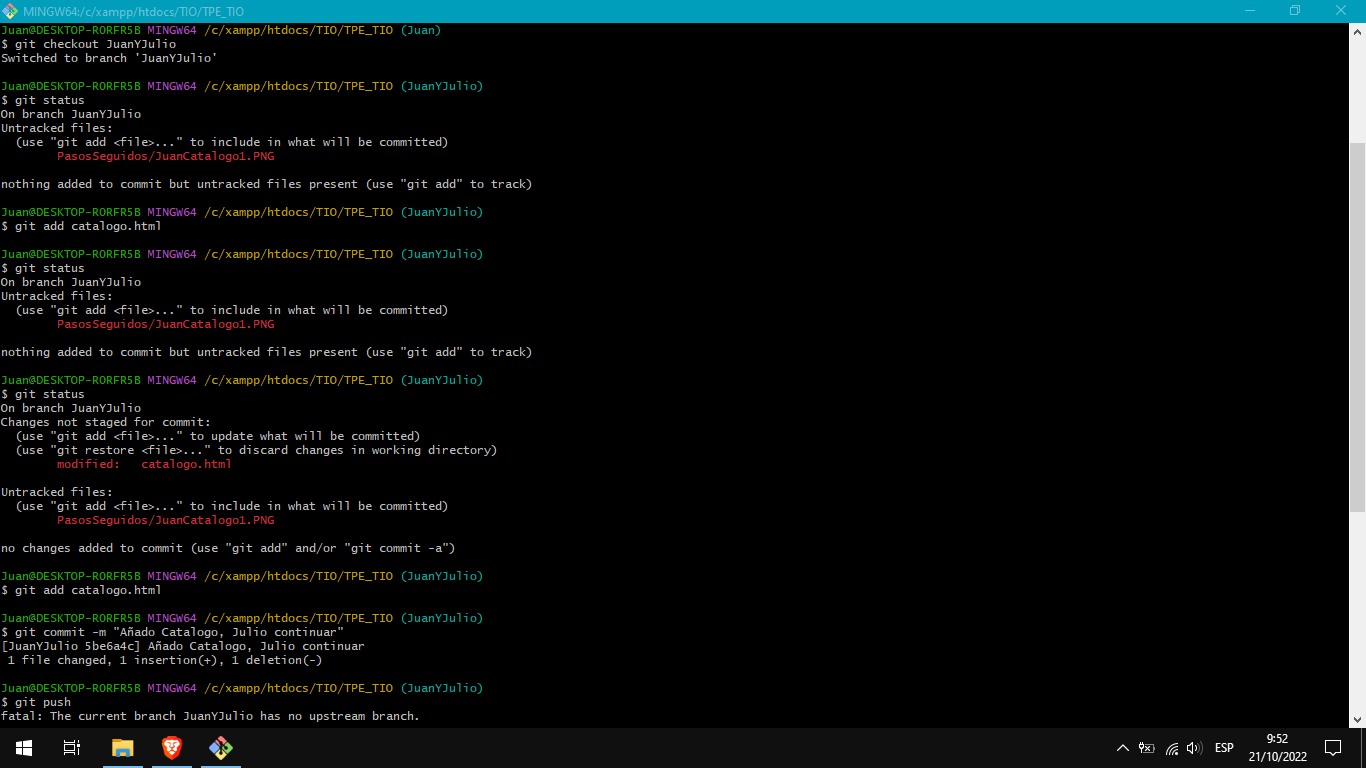 MINGW64:/c/xampp/htdocs/TIO/TPE_TIO
Juan@DESKTOP-RORFR5B MINGW64 /c/xampp/htdocs/TIO/TPE_TIO (Juan)
$ git checkout JuanYJulio
Switched to branch 'JuanYJulio'
Juan@DESKTOP-RORFR5B MINGW64 /c/xampp/htdocs/TIO/TPE_TIO (JuanYJulio)
$ git status
On branch JuanYJulio
Untracked files:
  (use "git add <file>..." to include in what will be committed)
        PasosSeguidos/JuanCatalogo1.PNG
nothing added to commit but untracked files present (use "git add" to track)
Juan@DESKTOP-RORFR5B MINGW64 /c/xampp/htdocs/TIO/TPE_TIO (JuanYJulio)
$ git add catalogo.html
Juan@DESKTOP-RORFR5B MINGW64 /c/xampp/htdocs/TIO/TPE_TIO (JuanYJulio)
$ git status
On branch JuanYJulio
Untracked files:
  (use "git add <file>..." to include in what will be committed)
        PasosSeguidos/JuanCatalogo1.PNG
nothing added to commit but untracked files present (use "git add" to track)
Juan@DESKTOP-RORFR5B MINGW64 /c/xampp/htdocs/TIO/TPE_TIO (JuanYJulio)
$ git status
On branch JuanYJulio
Changes not staged for commit:
  (use "git add <file>..." to update what will be committed)
  (use "git restore <file>..." to discard changes in working directory)
        modified:   catalogo.html
Untracked files:
  (use "git add <file>..." to include in what will be committed)
        PasosSeguidos/JuanCatalogo1.PNG
no changes added to commit (use "git add" and/or "git commit -a")
Juan@DESKTOP-RORFR5B MINGW64 /c/xampp/htdocs/TIO/TPE_TIO (JuanYJulio)
$ git add catalogo.html
Juan@DESKTOP-RORFR5B MINGW64 /c/xampp/htdocs/TIO/TPE_TIO (JuanYJulio)
$ git commit -m "Añado Catalogo, Julio continuar"
[JuanYJulio 5be6a4c] Añado Catalogo, Julio continuar
 1 file changed, 1 insertion(+), 1 deletion(-)
Juan@DESKTOP-RORFR5B MINGW64 /c/xampp/htdocs/TIO/TPE_TIO (JuanYJulio)
$ git push
fatal: The current branch JuanYJulio has no upstream branch.
ESP
9:52
21/10/2022